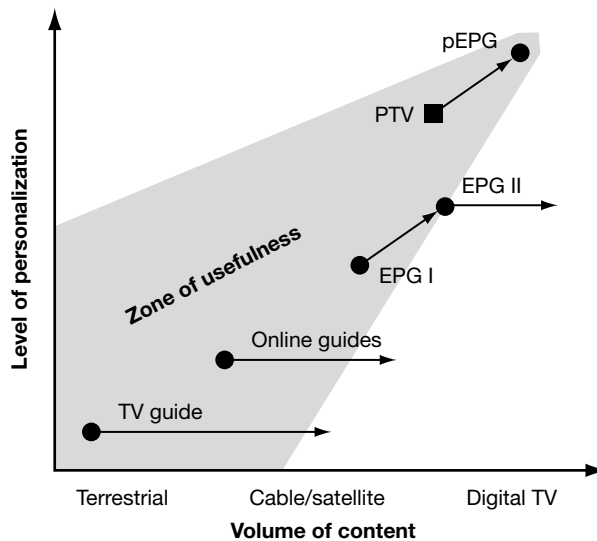 pEPG
PTV
EPG II
EPG I
Zone of usefulness
Online guides
TV guide
Level of personalization
Terrestrial
Cable/satellite
Digital TV
Volume of content